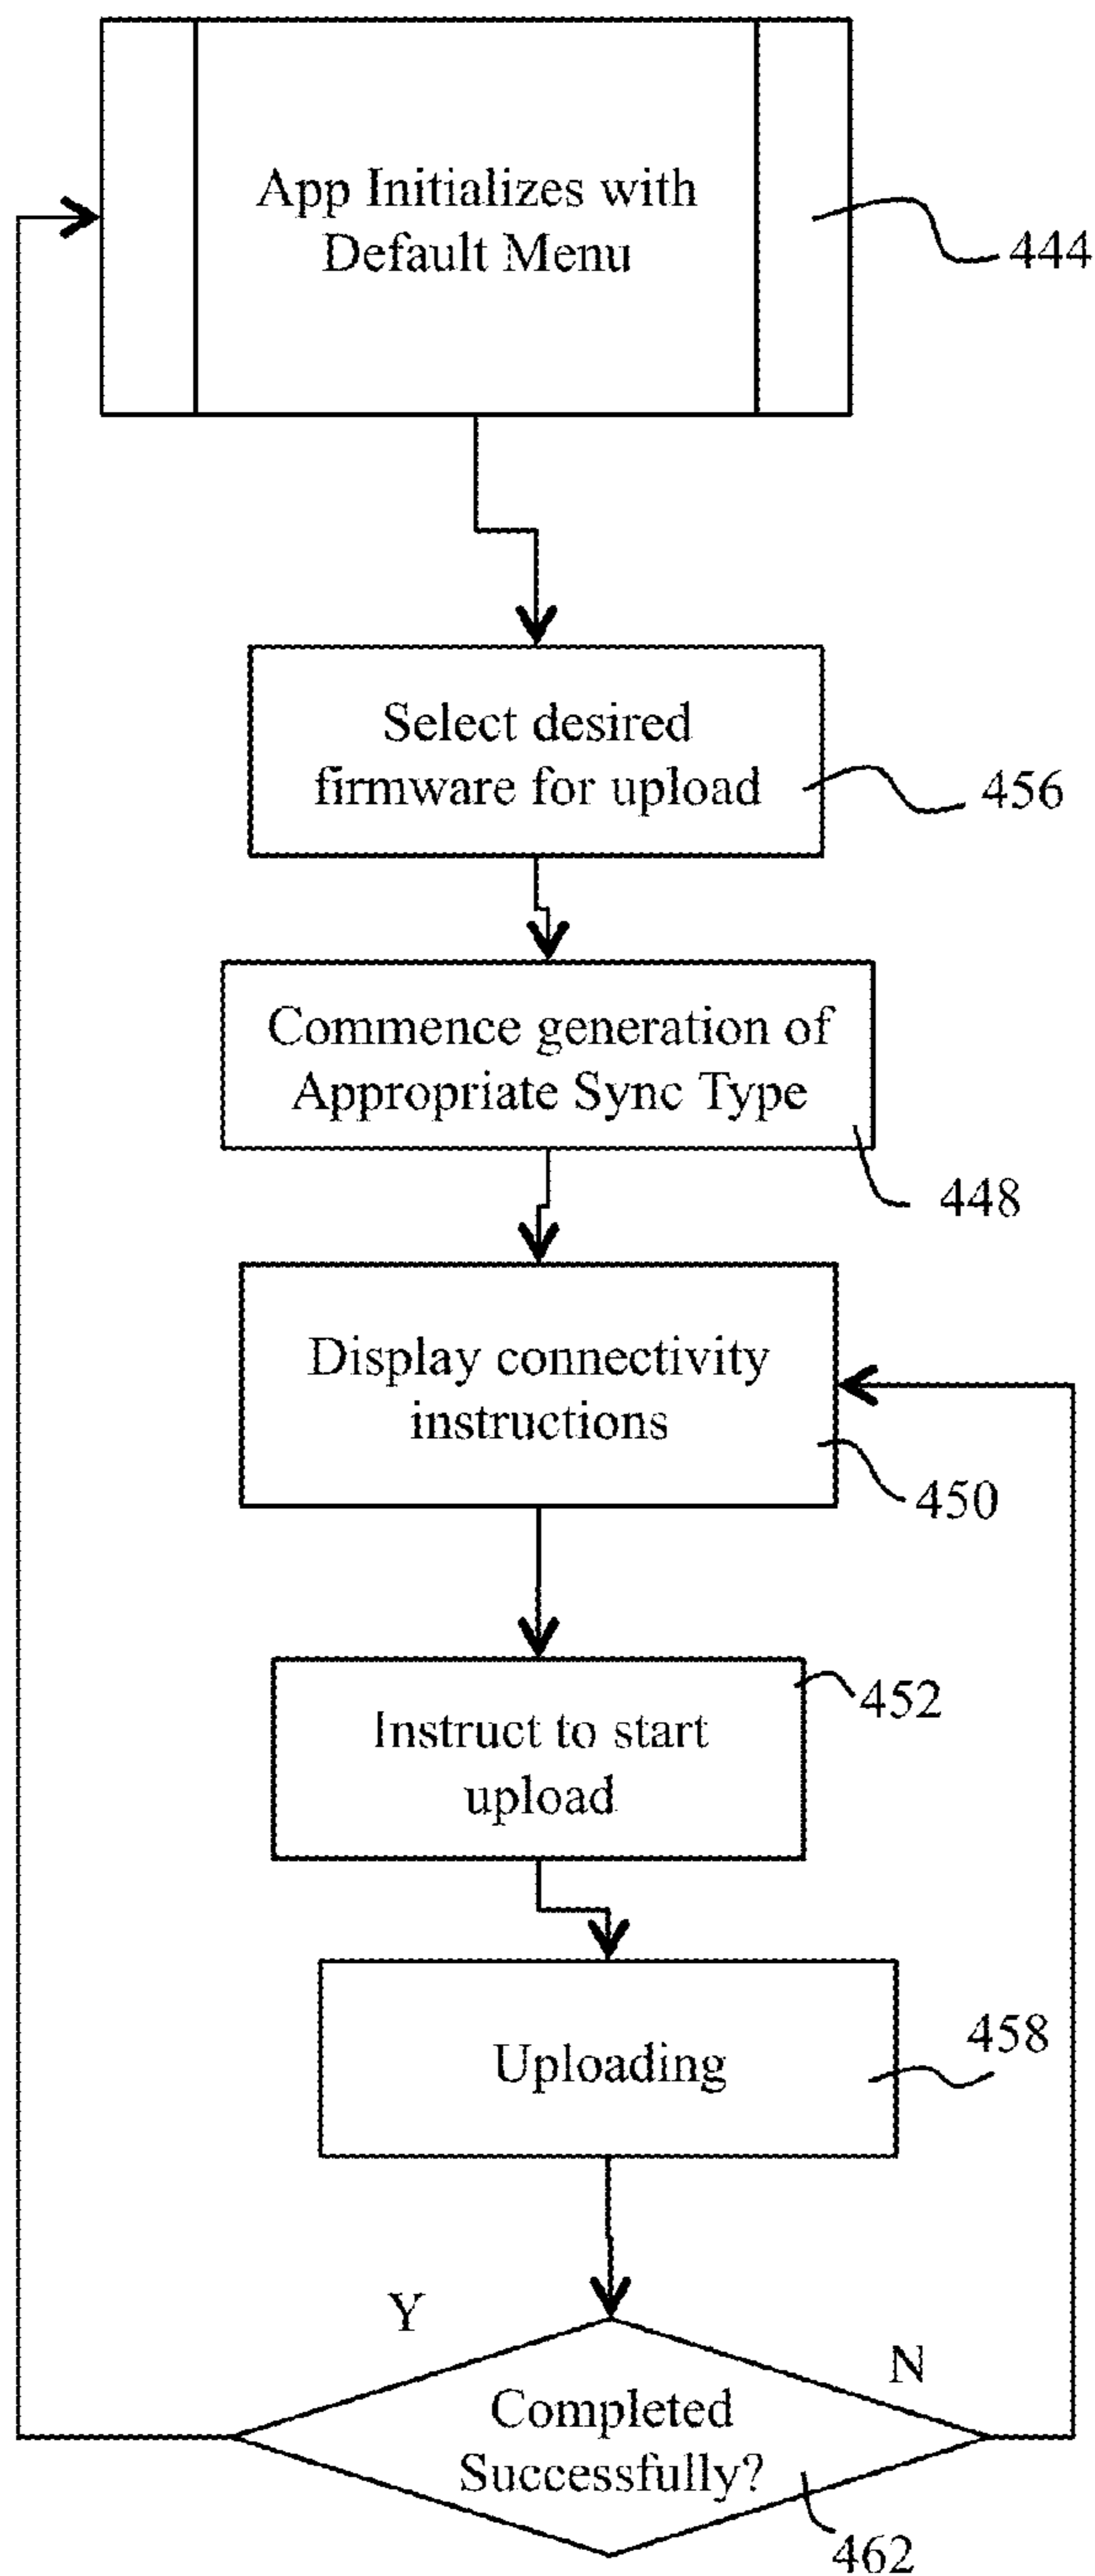 App Initializes with
Default Menu
444
Select desired
firmware for upload
456
Commence generation of
Appropriate Sync Type
448
Display connectivity
instructions
450
452
Instruct to start
upload
458
Uploading
Y
N
Completed
Successfully?
462